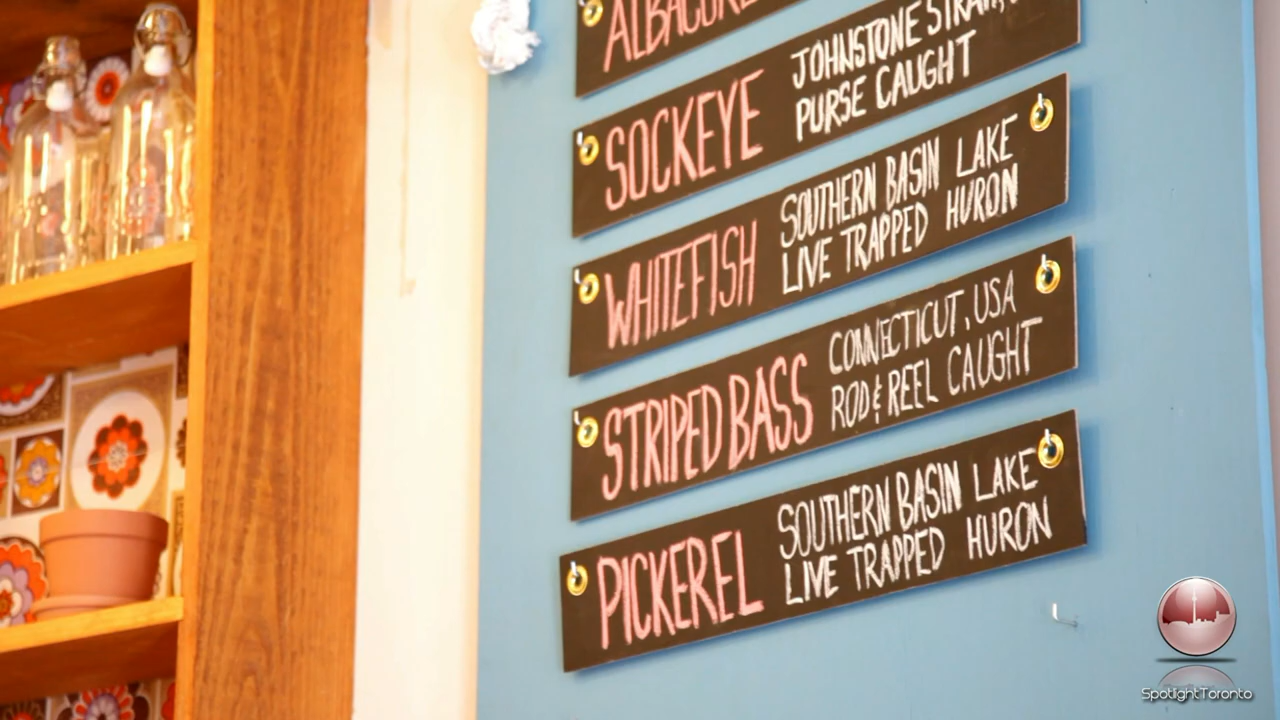 ALBACORE
SOCKEYE
JOHNSTONE STRAIT,
PURSE CAUGHT
WHITEFISH
SOUTHERN BASIN LAKE
LIVE TRAPPED HURON
STRIPED BASS
CONNECTICUT, USA
ROD & REEL CAUGHT
PICKEREL
SOUTHERN BASIN LAKE
LIVE TRAPPED HURON
SpotlightToronto